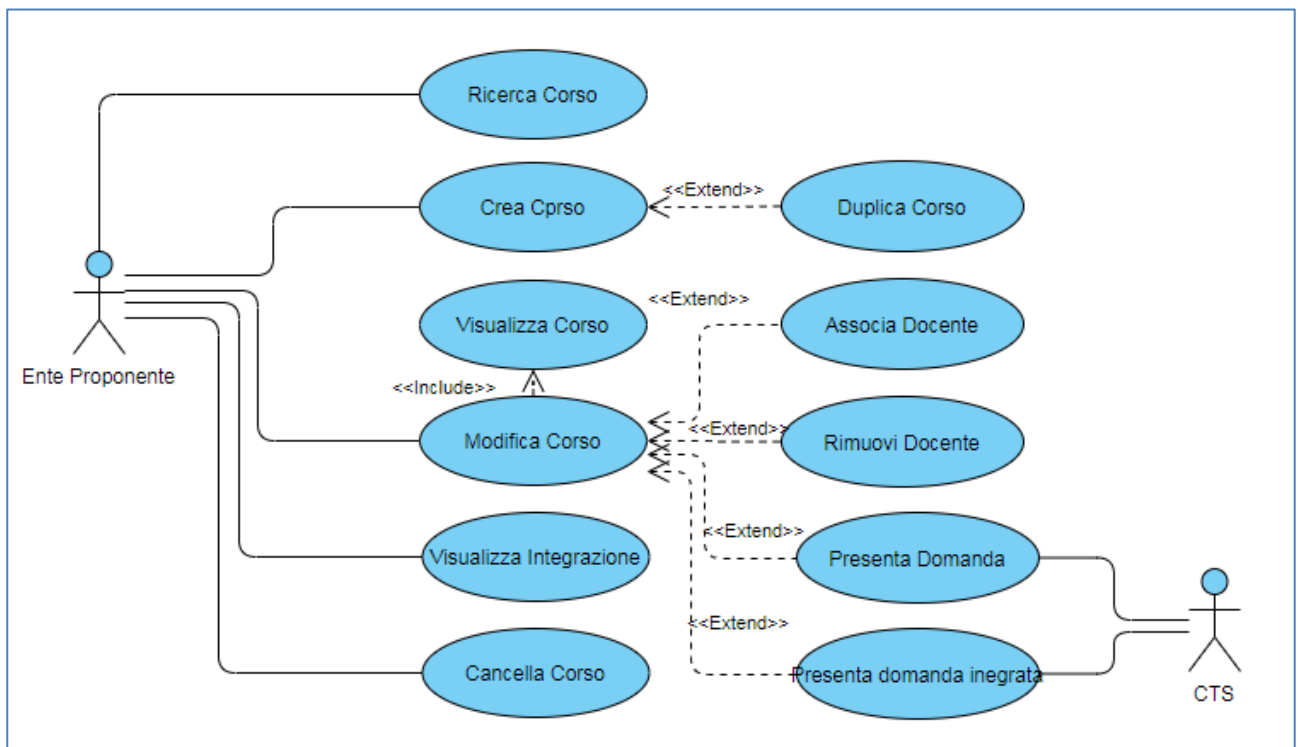 Ricerca Corso
Crea Cprso
<<Extend>>
Duplica Corso
Ente Proponente
Visualizza Corso
<<Extend>>
Associa Docente
<<Include>>
Modifica Corso
<<Extend>>
Rimuovi Docente
Visualizza Integrazione
<<Extend>>
Presenta Domanda
Cancella Corso
<<Extend>>
Presenta domanda inegrata
CTS